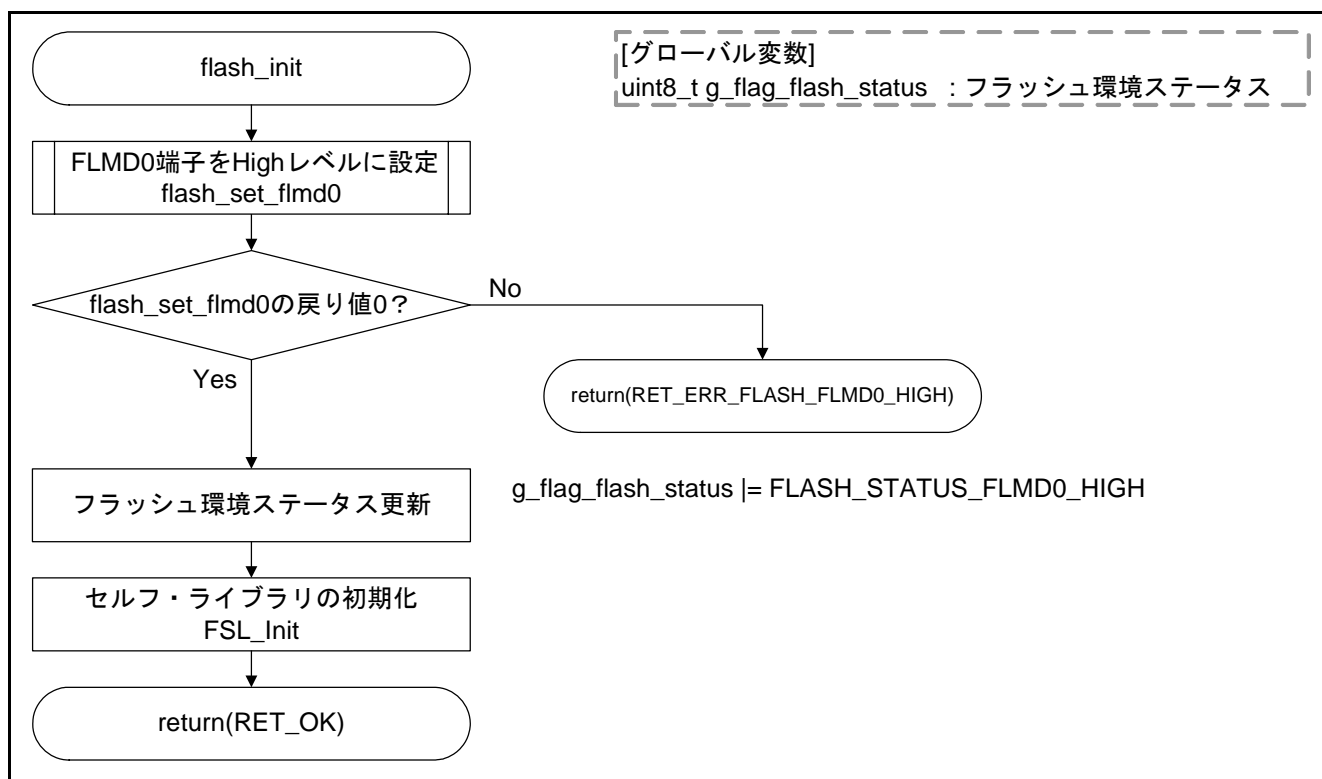 flash_init
[グローバル変数]
uint8_t g_flag_flash_status ：フラッシュ環境ステータス
FLMD0端子をHighレベルに設定
flash_set_flmd0
flash_set_flmd0の戻り値0？
No
Yes
return(RET_ERR_FLASH_FLMD0_HIGH)
フラッシュ環境ステータス更新
g_flag_flash_status |= FLASH_STATUS_FLMD0_HIGH
セルフ・ライブラリの初期化
FSL_Init
return(RET_OK)